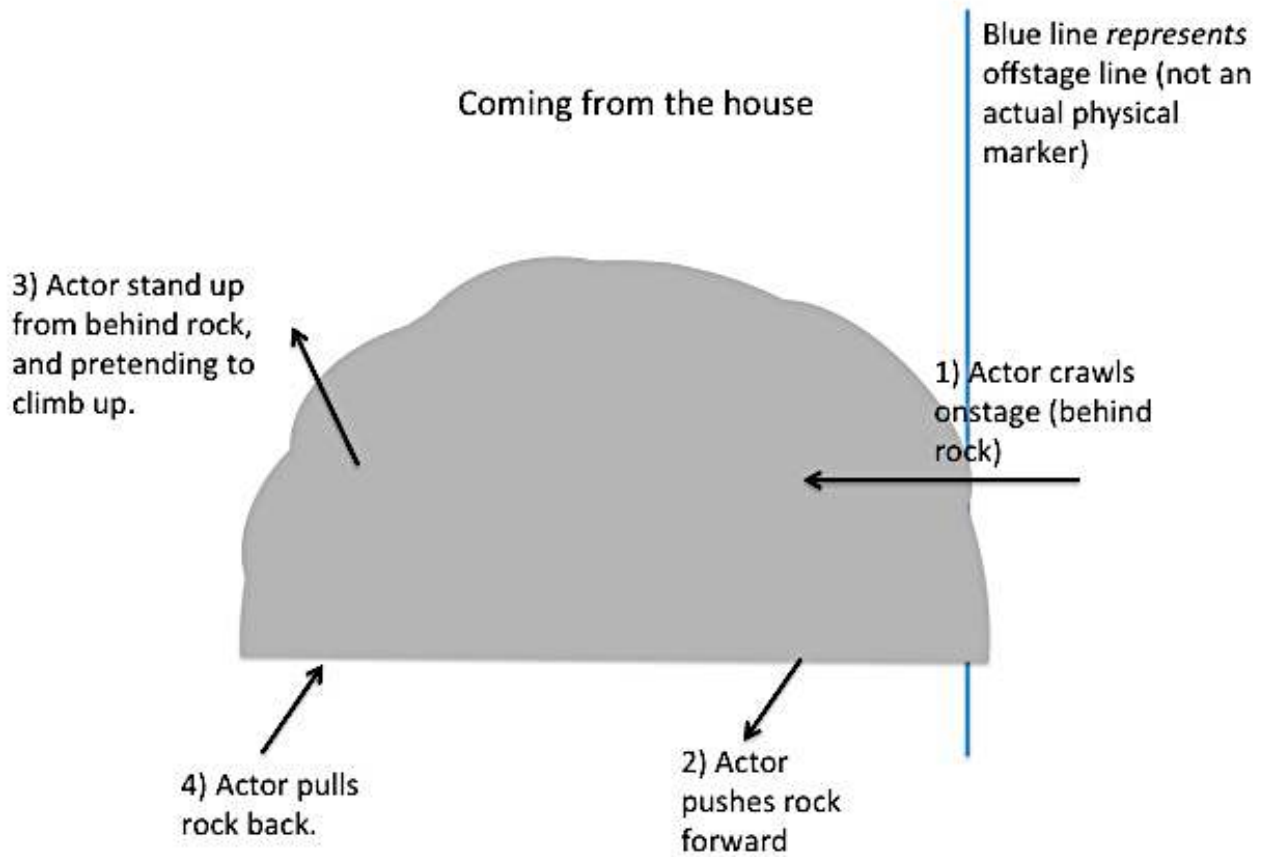 Blue line represents
offstage line (not an
actual physical
marker)
Coming from the house
3) Actor stand up
from behind rock,
and pretending to
climb up.
1) Actor crawls
onstage (behind
rock)
4) Actor pulls
rock back.
2) Actor
pushes rock
forward